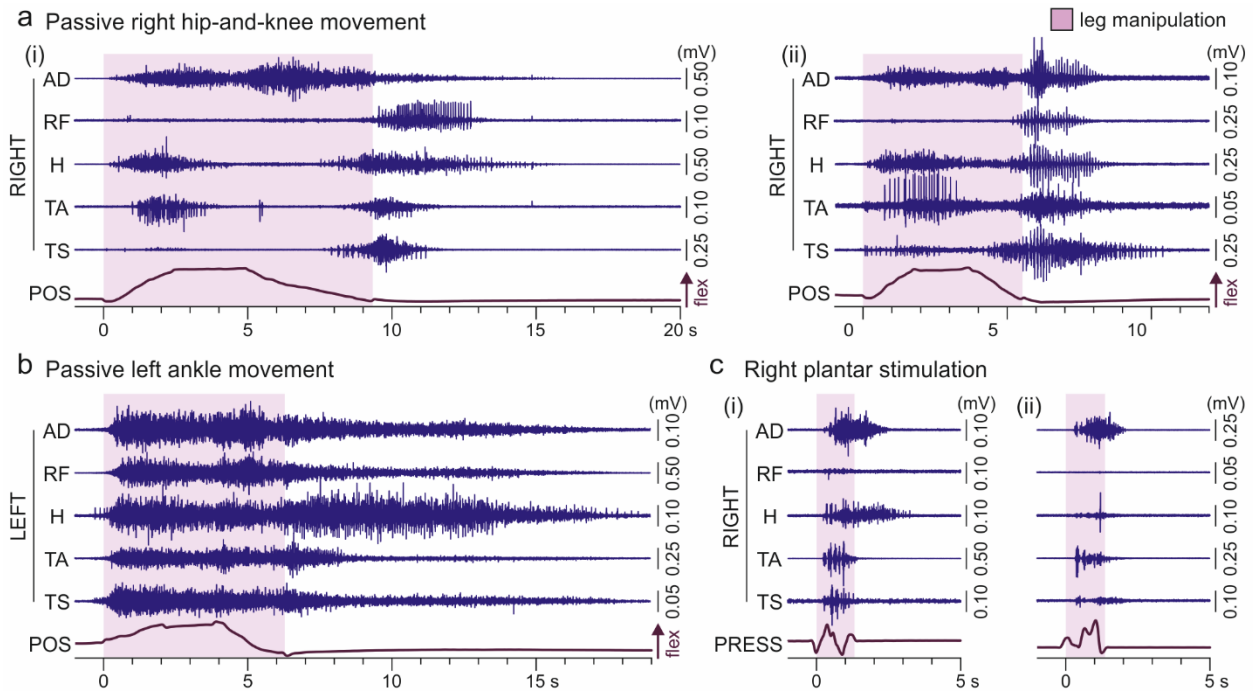 a Passive right hip-and-knee movement
leg manipulation
(i)
(mV)
RIGHT
AD
0.50
RF
0.10
H
0.50
TA
0.10
TS
0.25
POS
flex
0 5 10 15 20 s
(ii)
(mV)
RIGHT
AD
0.10
RF
0.25
H
0.25
TA
0.05
TS
0.25
POS
flex
0 5 10
b Passive left ankle movement
(mV)
LEFT
AD
0.10
RF
0.50
H
0.10
TA
0.25
TS
0.05
POS
flex
0 5 10 15 s
c Right plantar stimulation
(i)
(mV)
RIGHT
AD
0.10
RF
0.10
H
0.10
TA
0.50
TS
0.10
PRESS
0 5 s
(ii)
(mV)
0.25
0.05
0.10
0.25
0.10
0 5 s